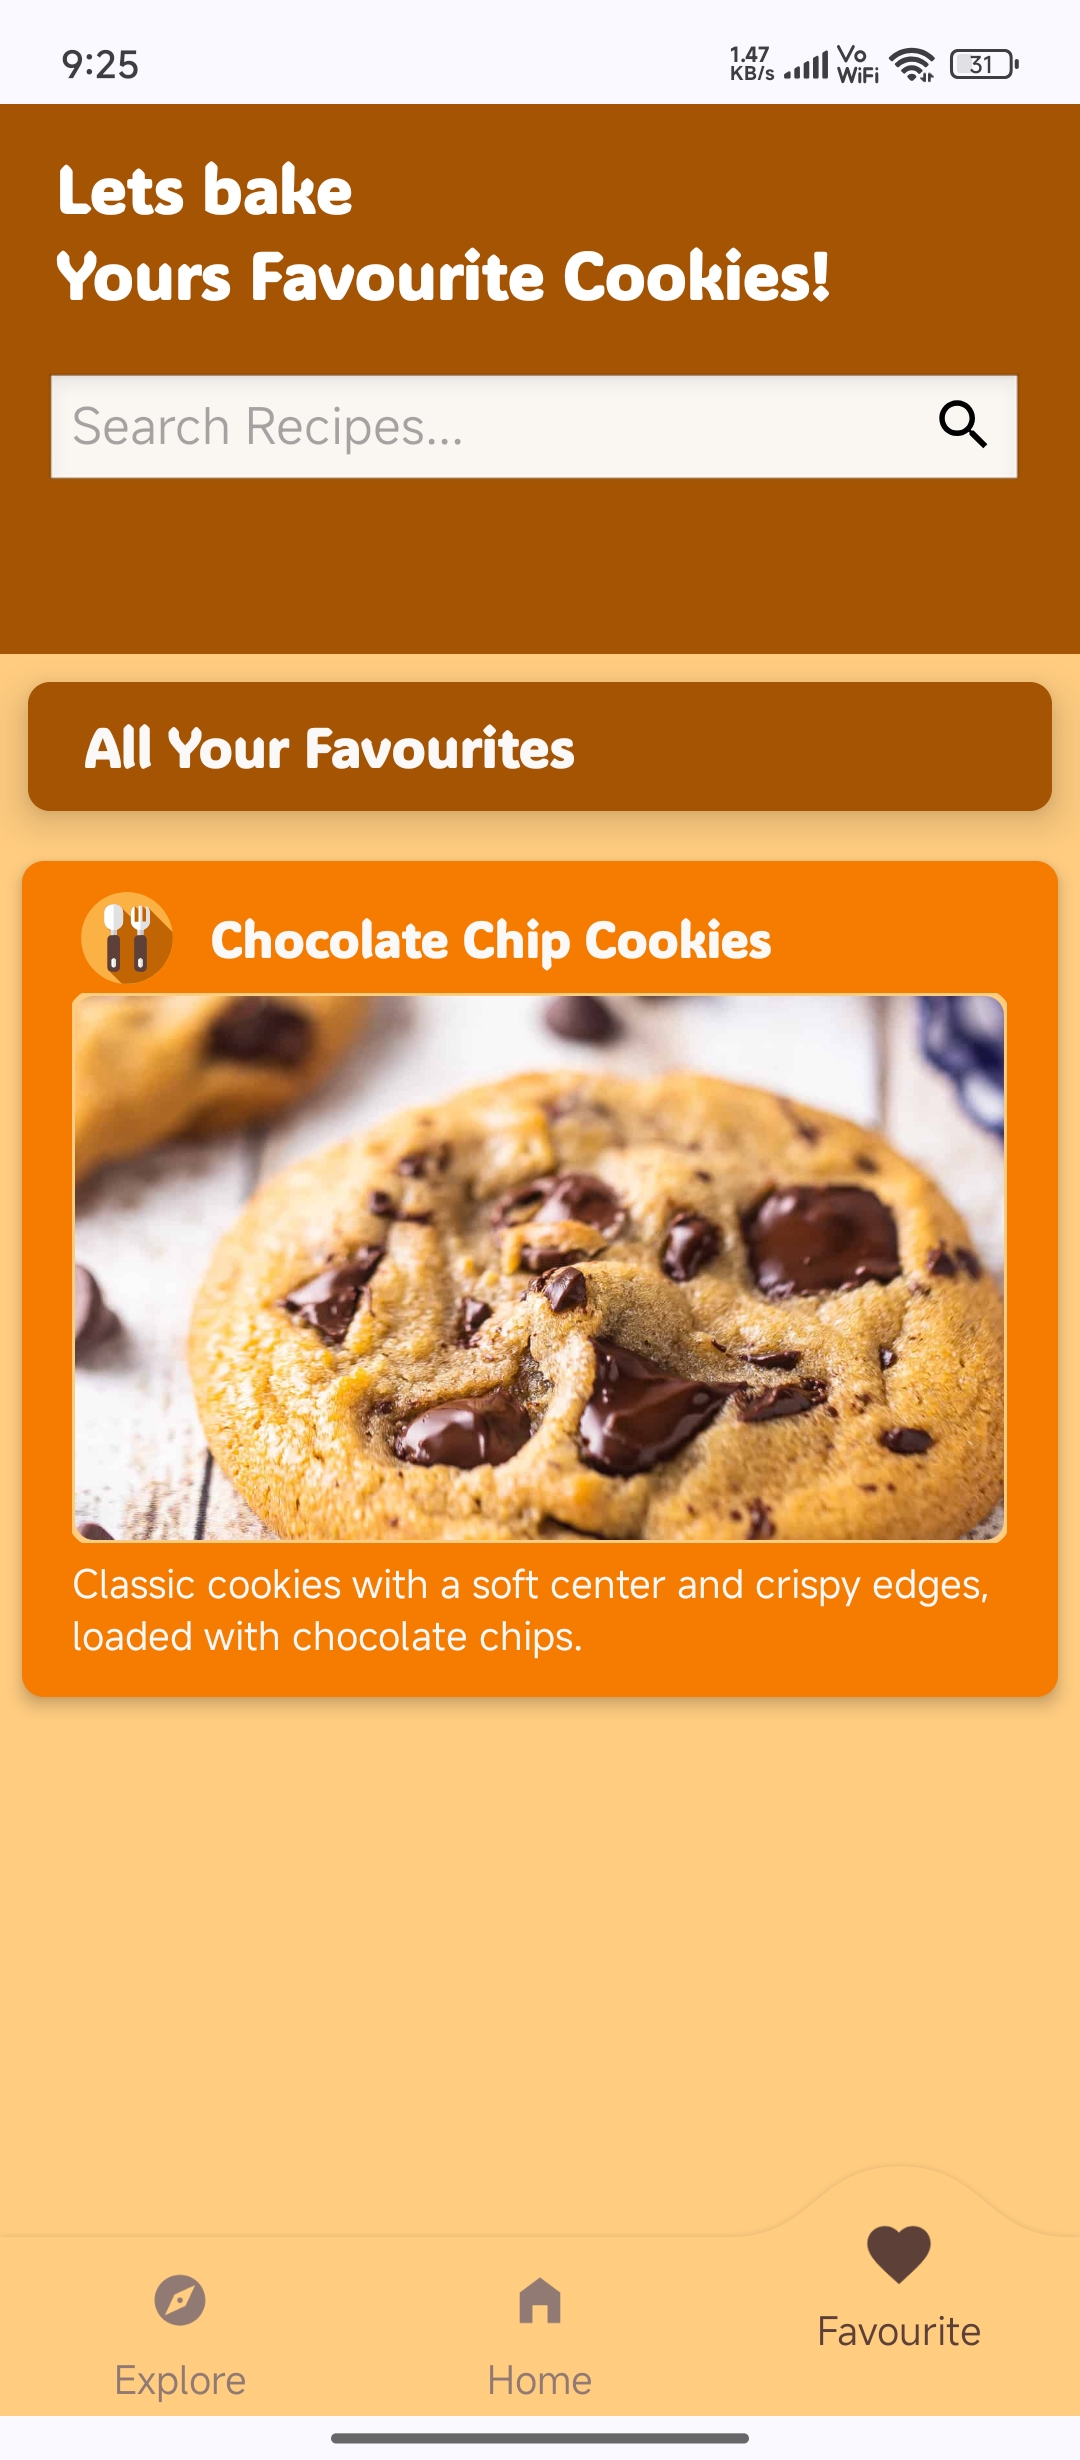 9:25
1.47
KB/s
Vo
WiFi
31
Lets bake
Yours Favourite Cookies!
Search Recipes...
All Your Favourites
Chocolate Chip Cookies
Classic cookies with a soft center and crispy edges,
loaded with chocolate chips.
Explore
Home
Favourite